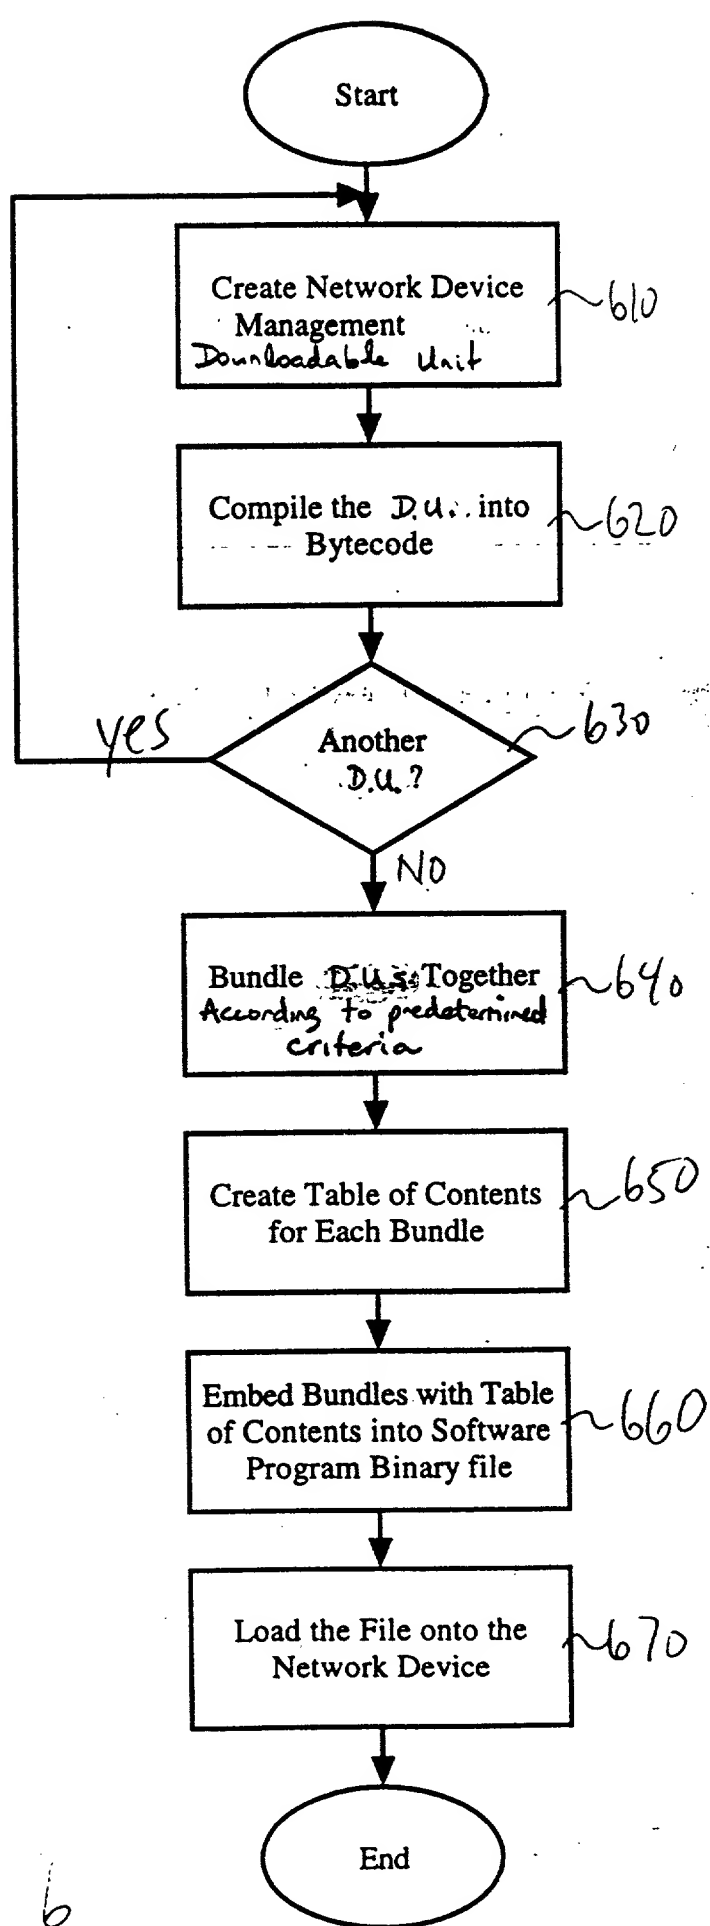 Start
Create Network Device
610
Management
Downloadable Unit
Compile the D.U. into
620
Bytecode
yes
Another
630
D.U.?
NO
Bundle D.U.s Together
640
According to predetermined
criteria
Create Table of Contents
650
for Each Bundle
Embed Bundles with Table
of Contents into Software
660
Program Binary file
Load the File onto the
670
Network Device
End
6